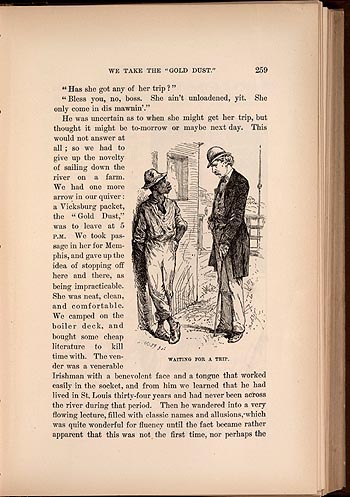 WE TAKE THE "GOLD DUST." 259
"Has she got any of her trip?"
"Bless you, no, boss. She ain't unloadened, yit. She
only come in dis mawnin'."
He was uncertain as to when she might get her trip, but
thought it might be to-morrow or maybe next day. This
would not answer at
all; so we had to
give up the novelty
of sailing down the
river on a farm.
We had one more
arrow in our quiver:
a Vicksburg packet,
the "Gold Dust,"
was to leave at 5
P.M. We took pas-
sage in her for Mem-
phis, and gave up the
idea of stopping off
here and there, as
being impracticable.
She was neat, clean,
and comfortable.
We camped on the
boiler deck, and
bought some cheap
literature to kill
time with. The ven-
der was a venerable
WAITING FOR A TRIP.
Irishman with a benevolent face and a tongue that worked
easily in the socket, and from him we learned that he had
lived in St. Louis thirty-four years and had never been across
the river during that period. Then he wandered into a very
flowing lecture, filled with classic names and allusions, which
was quite wonderful for fluency until the fact became rather
apparent that this was not the first time, nor perhaps the